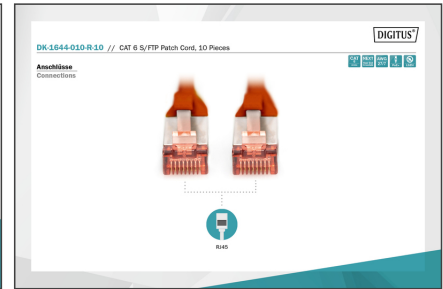 DIGITUS®
DK-1644-010-R-10 // CAT 6 S/FTP Patch Cord, 10 Pieces
Anschlüsse
Connections
RJ45